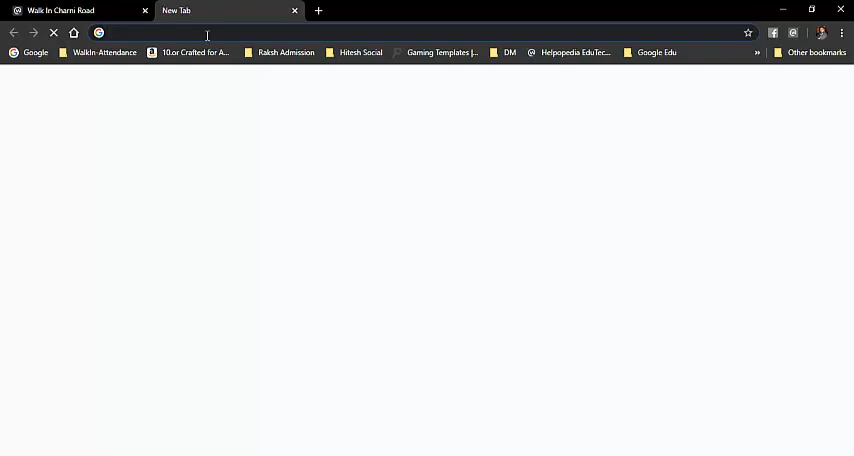 Walk In Charni Road
New Tab
Google WalkIn-Attendance 10.or Crafted for A... Raksh Admission Hitesh Social Gaming Templates |... DM Helpopedia EduTec... Google Edu » Other bookmarks